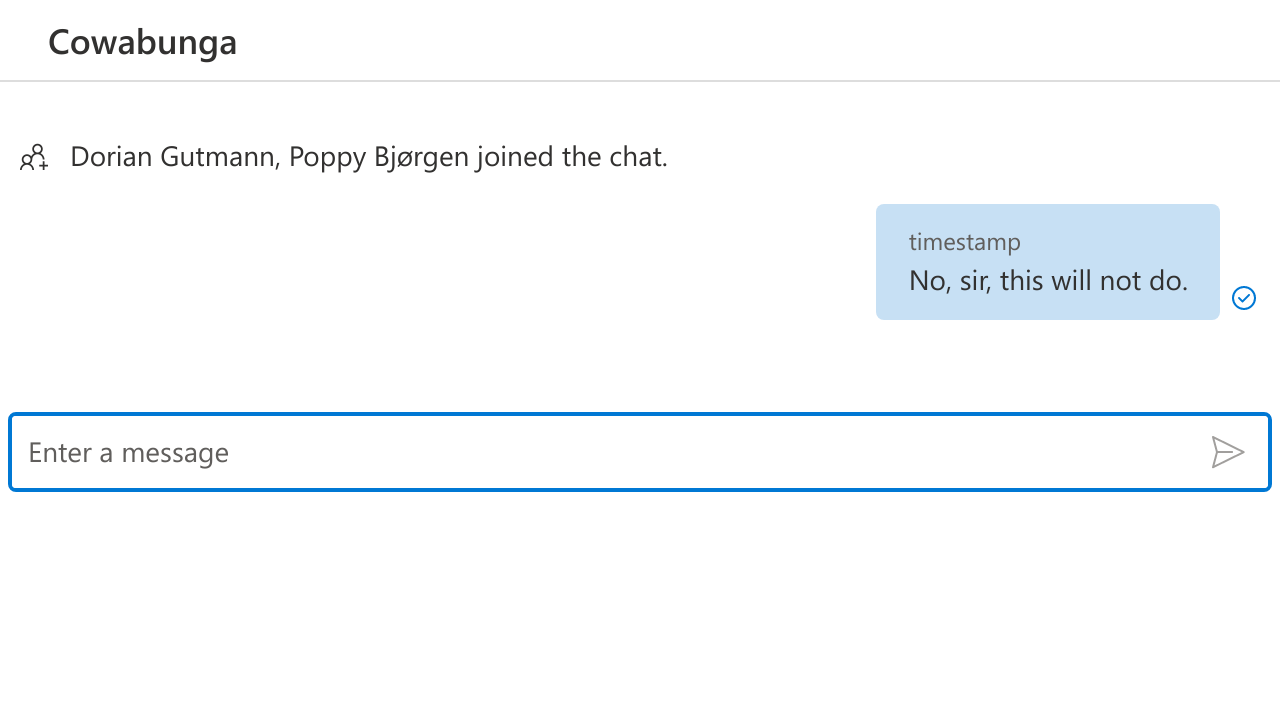 Cowabunga
Dorian Gutmann, Poppy Bjørgen joined the chat.
timestamp
No, sir, this will not do.
Enter a message